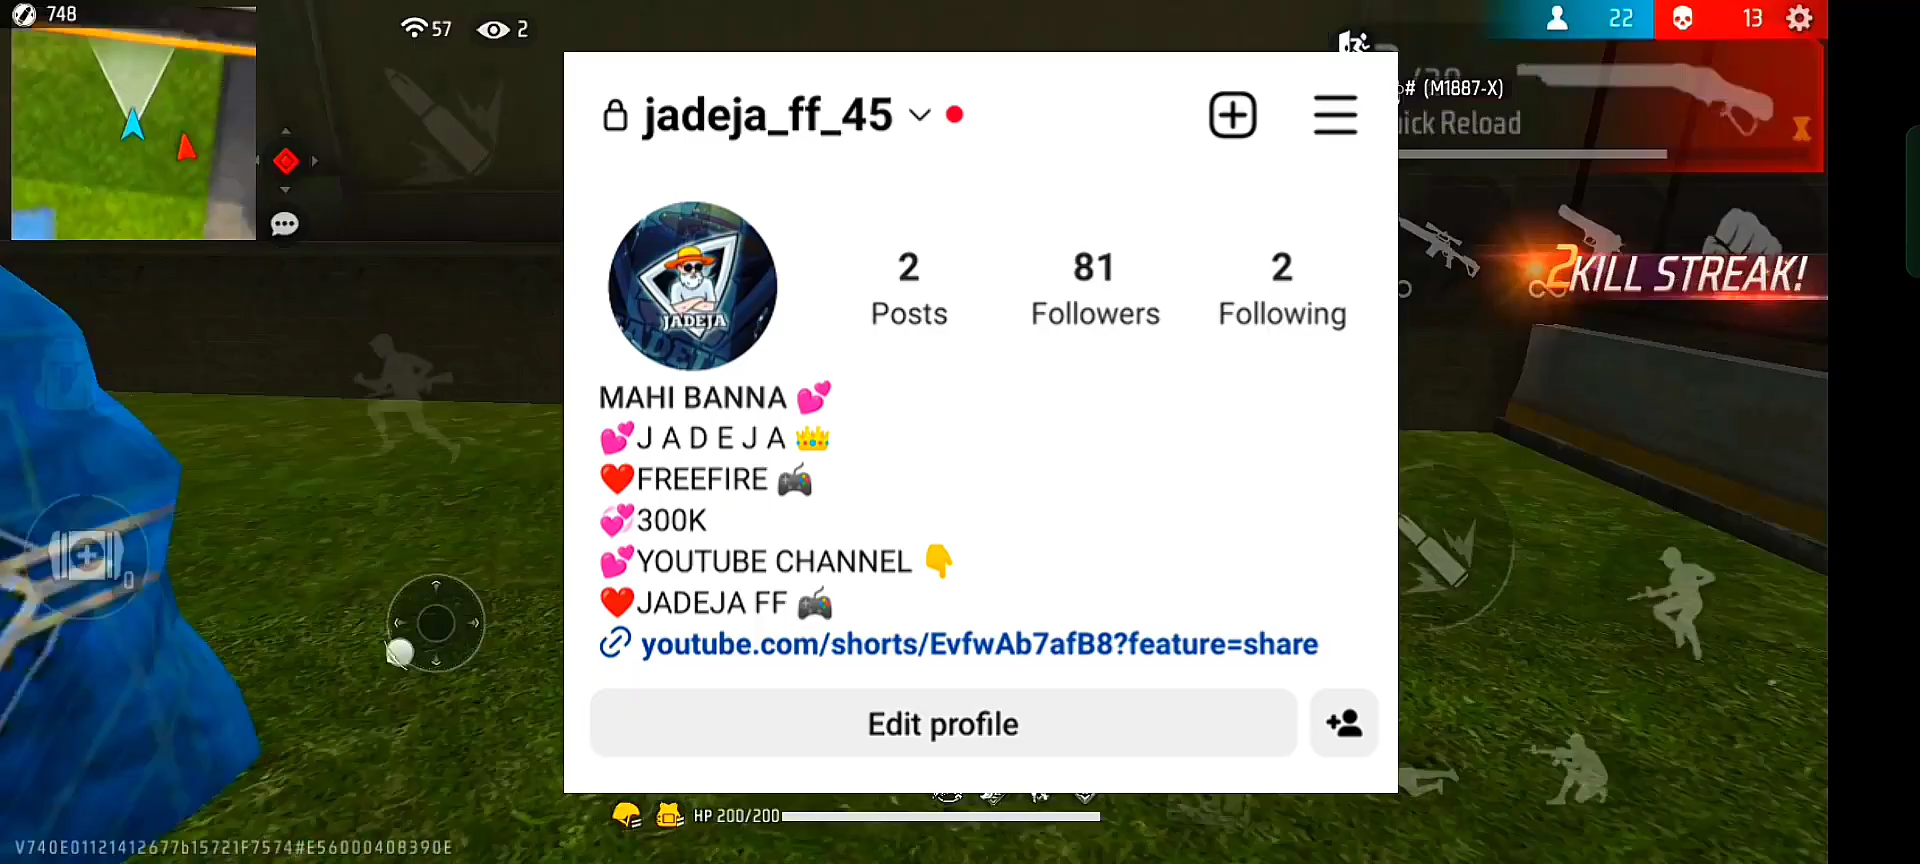 748
57
2
22
13
# (M1887-X)
ick Reload
2KILL STREAK!
jadeja_ff_45
JADEJA
2
81
2
Posts
Followers
Following
MAHI BANNA 💕
💕J A D E J A 👑
❤️FREEFIRE 🎮
💞300K
💕YOUTUBE CHANNEL 👇
❤️JADEJA FF 🎮
youtube.com/shorts/EvfwAb7afB8?feature=share
Edit profile
0
HP 200/200
V740E01121412677b15721F7574#E56000408390E